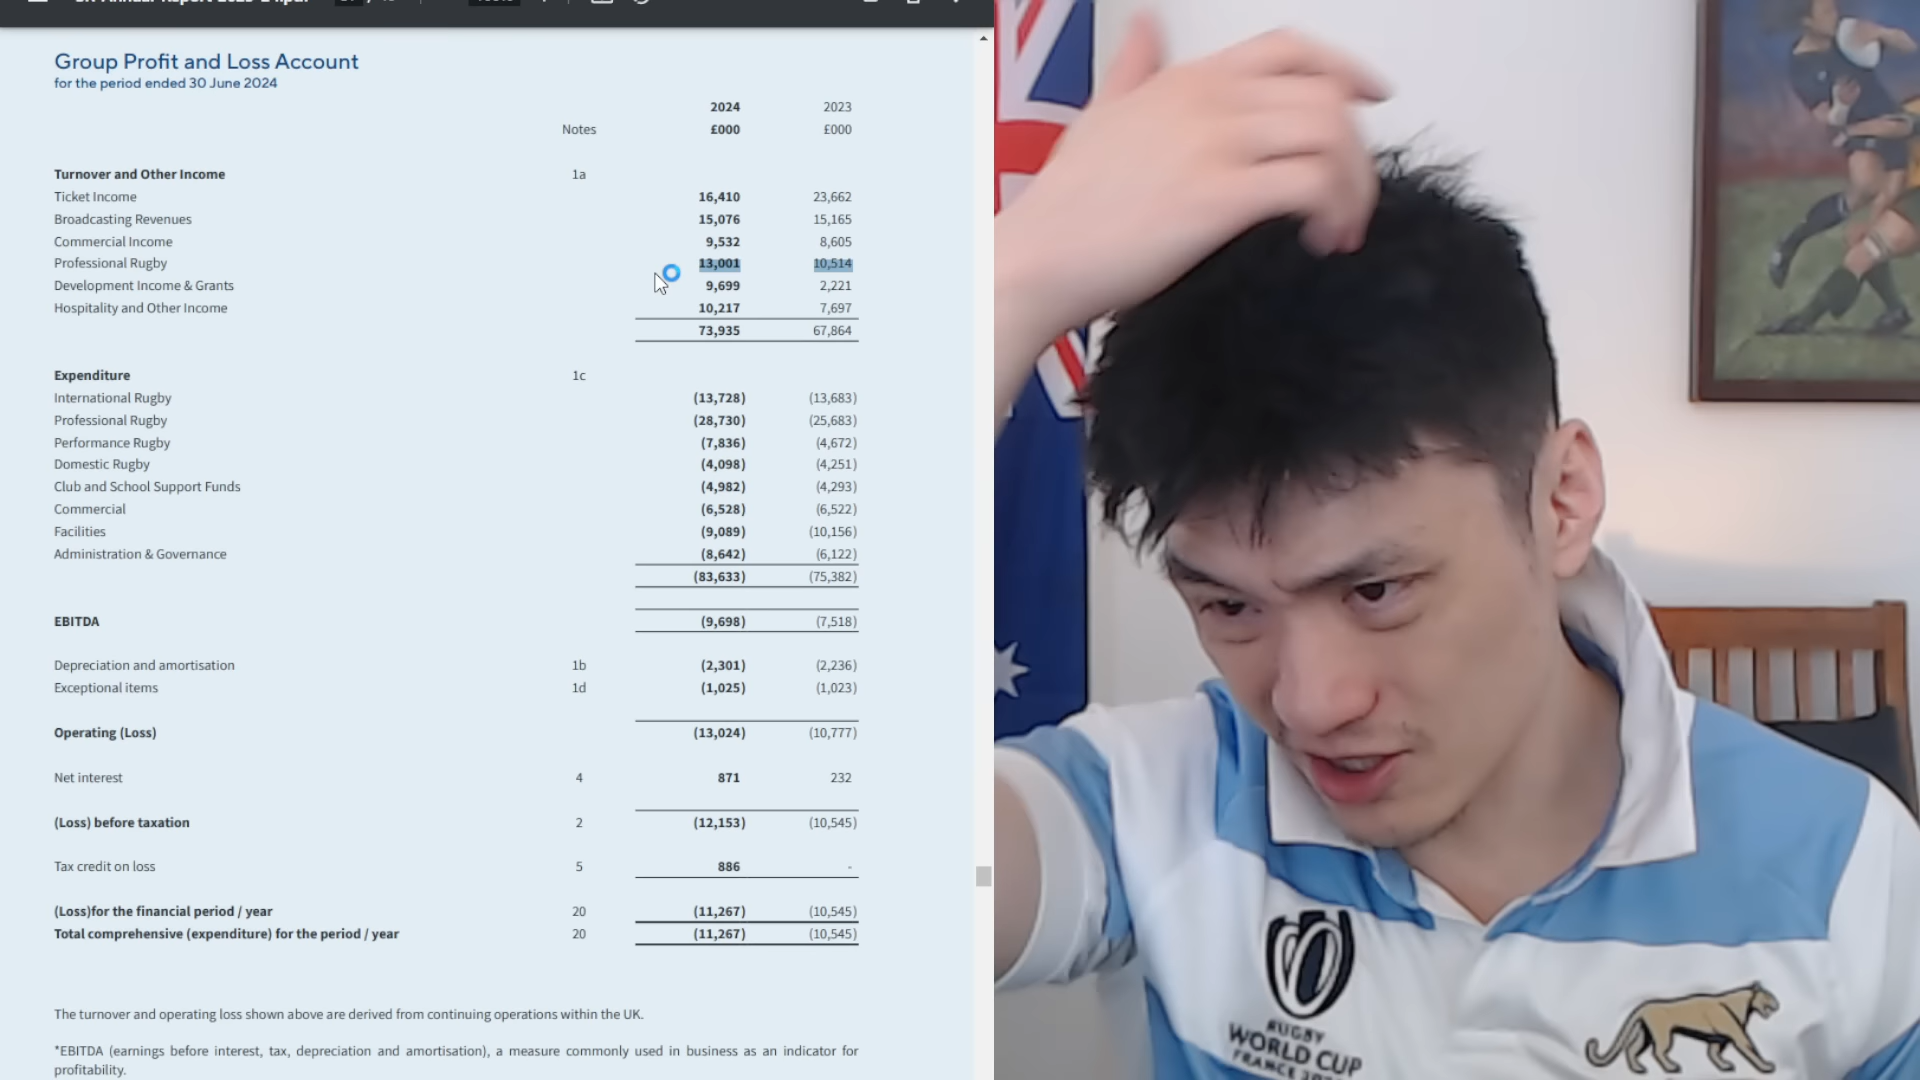 Group Profit and Loss Account
for the period ended 30 June 2024
2024 2023
Notes £000 £000
Turnover and Other Income 1a
Ticket Income 16,410 23,662
Broadcasting Revenues 15,076 15,165
Commercial Income 9,532 8,605
Professional Rugby 13,001 10,514
Development Income & Grants 9,699 2,221
Hospitality and Other Income 10,217 7,697
73,935 67,864
Expenditure 1c
International Rugby (13,728) (13,683)
Professional Rugby (28,730) (25,683)
Performance Rugby (7,836) (4,672)
Domestic Rugby (4,098) (4,251)
Club and School Support Funds (4,982) (4,293)
Commercial (6,528) (6,522)
Facilities (9,089) (10,156)
Administration & Governance (8,642) (6,122)
(83,633) (75,382)
EBITDA (9,698) (7,518)
Depreciation and amortisation 1b (2,301) (2,236)
Exceptional items 1d (1,025) (1,023)
Operating (Loss) (13,024) (10,777)
Net interest 4 871 232
(Loss) before taxation 2 (12,153) (10,545)
Tax credit on loss 5 886 -
(Loss)for the financial period / year 20 (11,267) (10,545)
Total comprehensive (expenditure) for the period / year 20 (11,267) (10,545)
The turnover and operating loss shown above are derived from continuing operations within the UK.
*EBITDA (earnings before interest, tax, depreciation and amortisation), a measure commonly used in business as an indicator for
profitability.
RUGBY
WORLD CUP
FRANCE